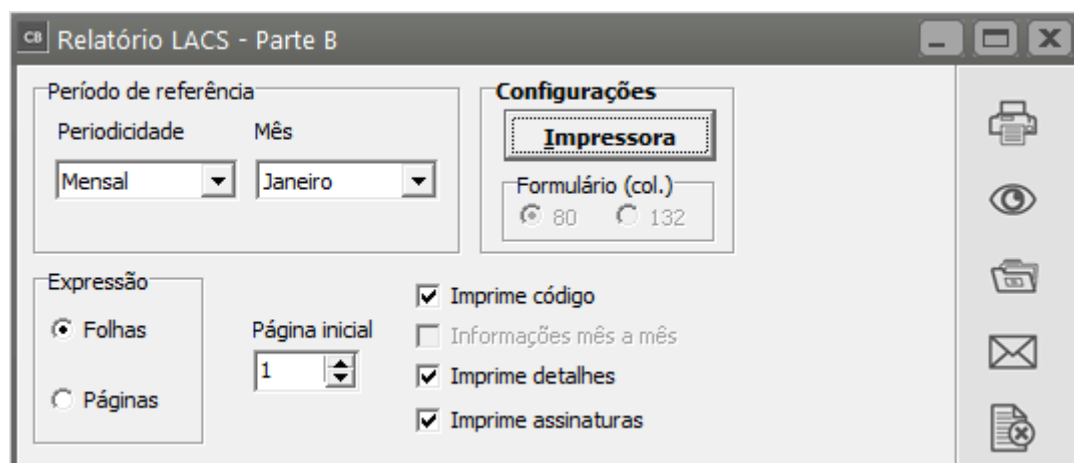 CB Relatório LACS - Parte B
Período de referência
Periodicidade Mês
Mensal Janeiro
Configurações
Impressora
Formulário (col.)
80 132
Expressão
Folhas
Páginas
Página inicial
1
Imprime código
Informações mês a mês
Imprime detalhes
Imprime assinaturas